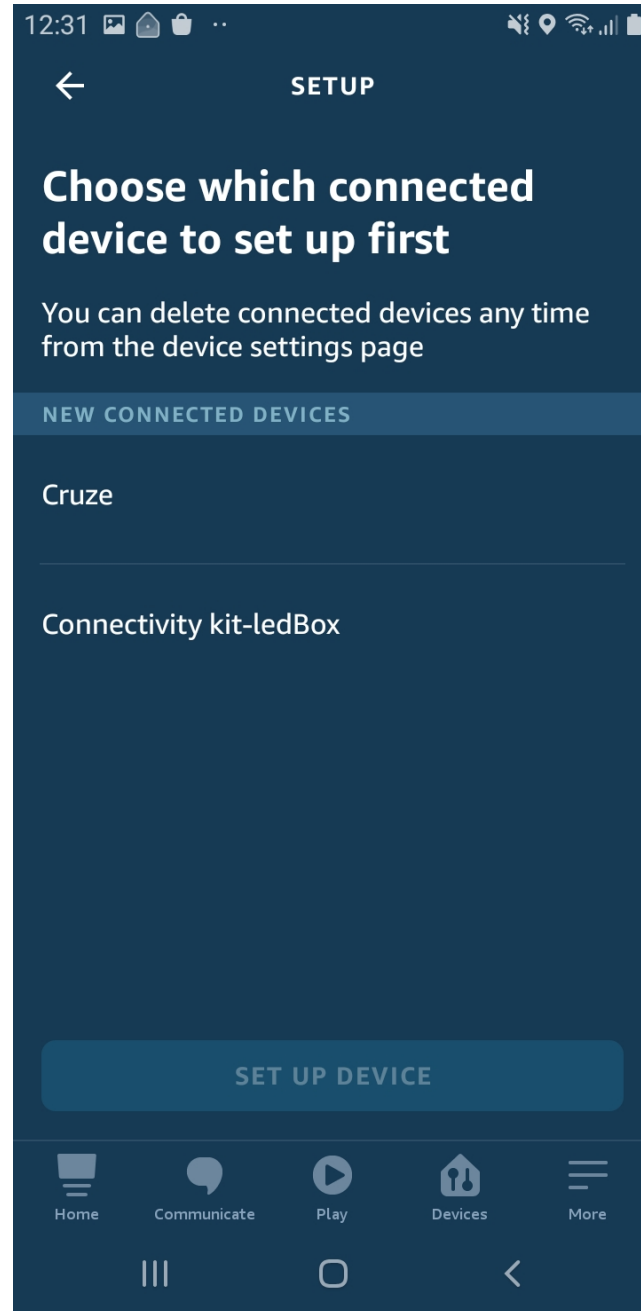 12:31
SETUP
Choose which connected
device to set up first
You can delete connected devices any time
from the device settings page
NEW CONNECTED DEVICES
Cruze
Connectivity kit-ledBox
SET UP DEVICE
Home Communicate Play Devices More